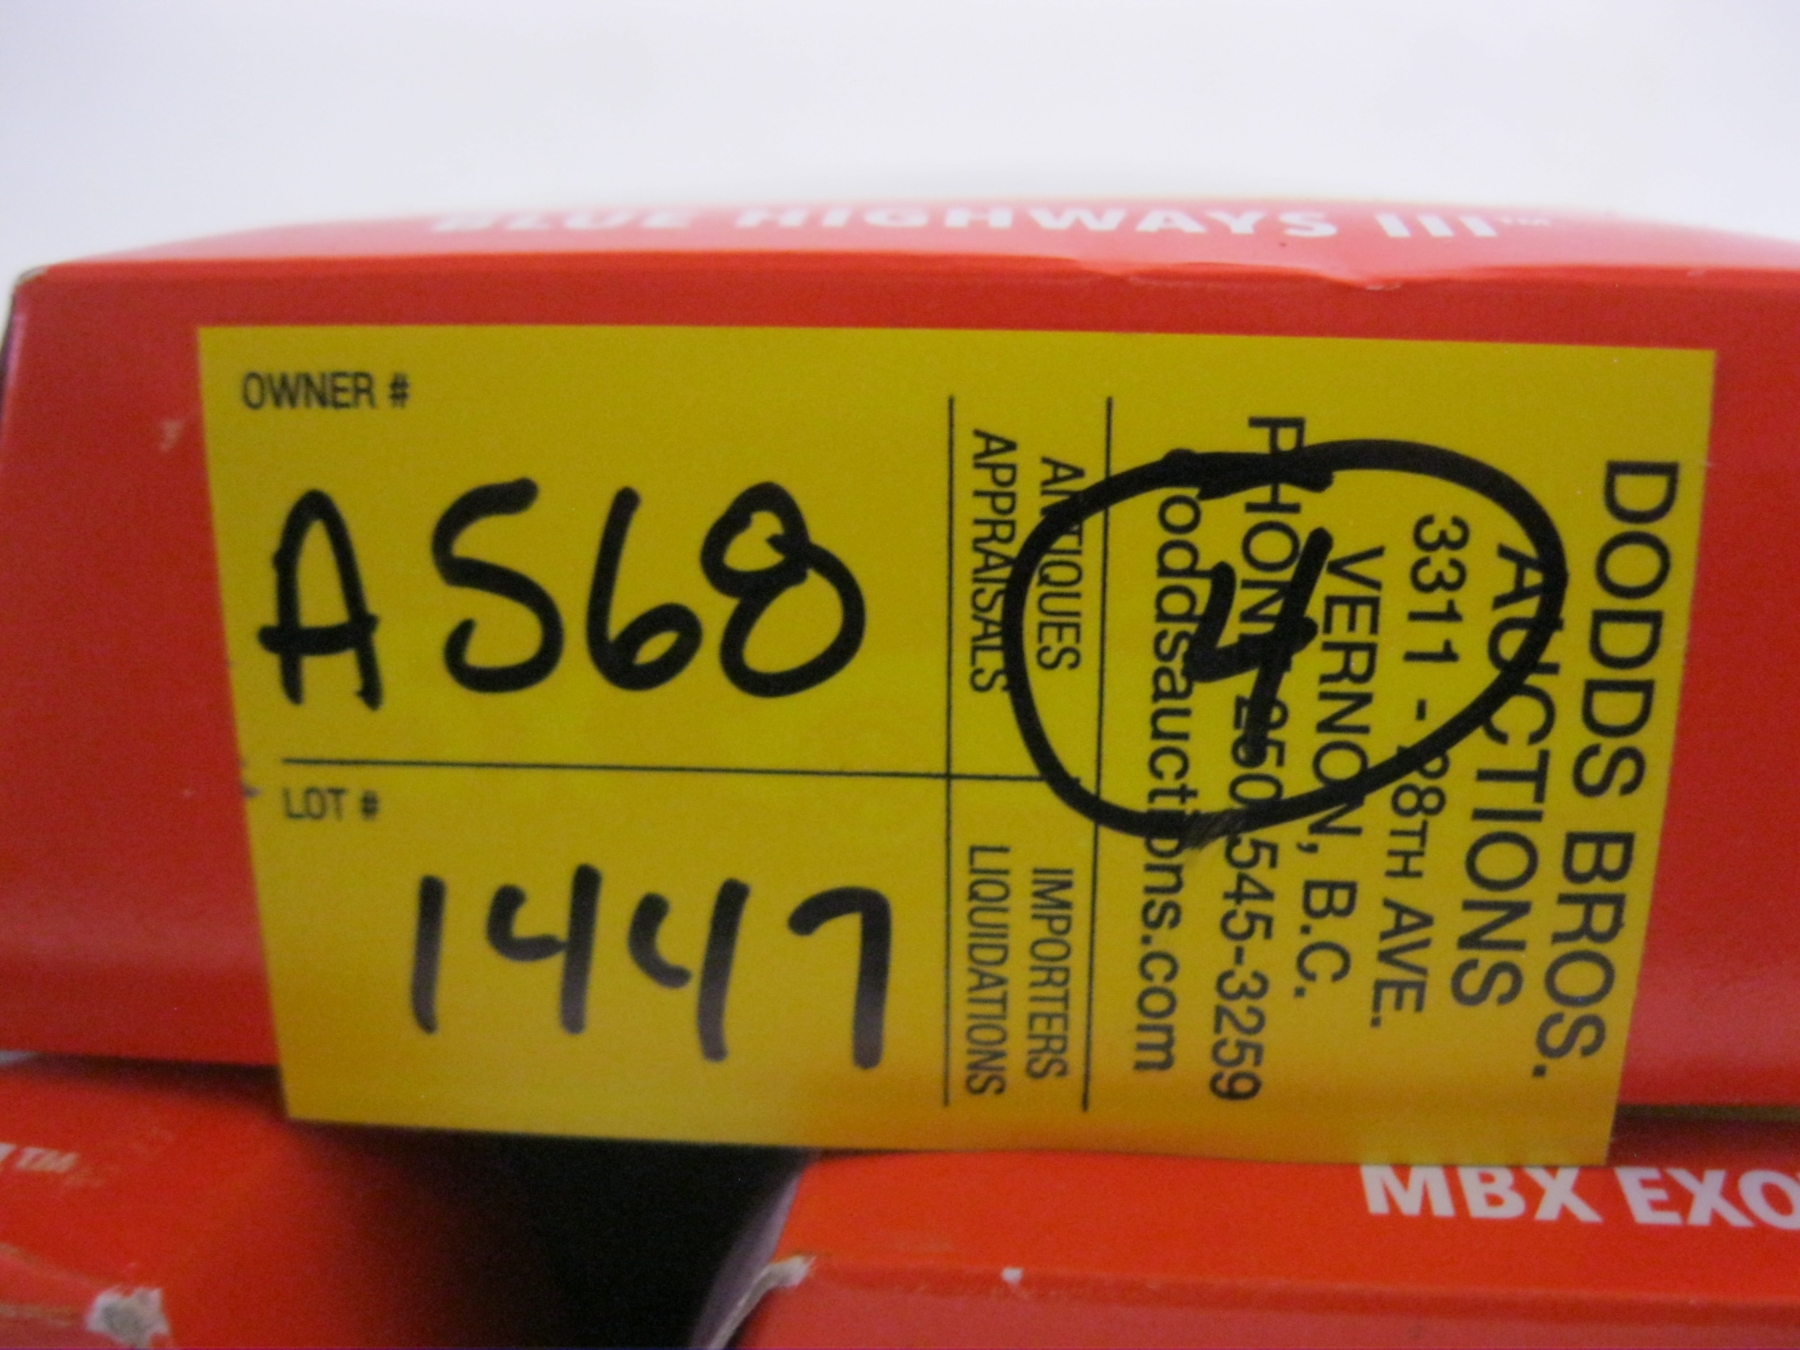 BLUE HIGHWAYS III™
OWNER #
A568
LOT #
1447
DODDS BROS.
AUCTIONS
3311 - 28TH AVE.
VERNON, B.C.
PHONE 250 545-3259
doddsauctions.com
ANTIQUES
APPRAISALS
IMPORTERS
LIQUIDATIONS
4
™
MBX EXO